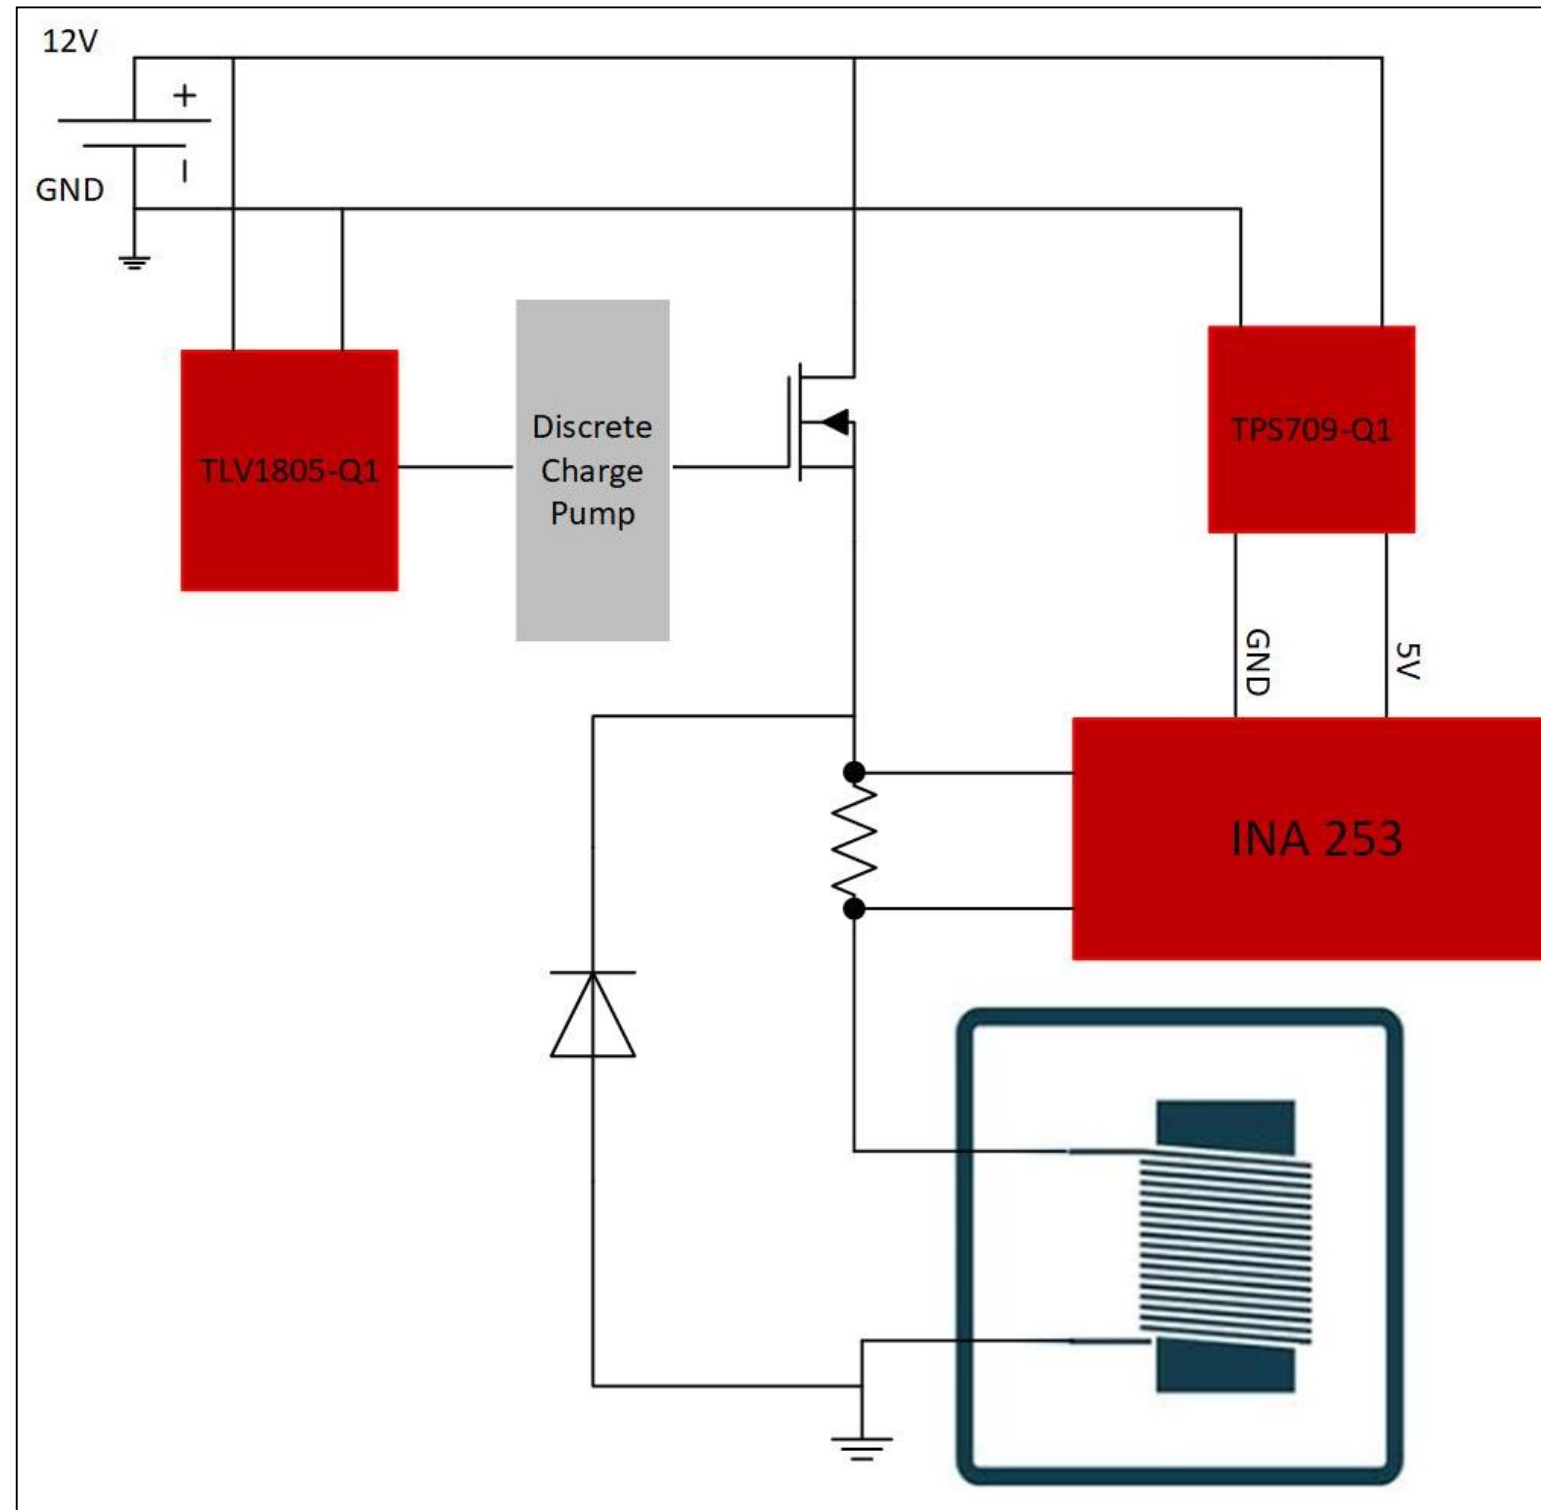 12V
+
−
GND
TLV1805-Q1
Discrete
Charge
Pump
TPS709-Q1
GND
5V
INA 253